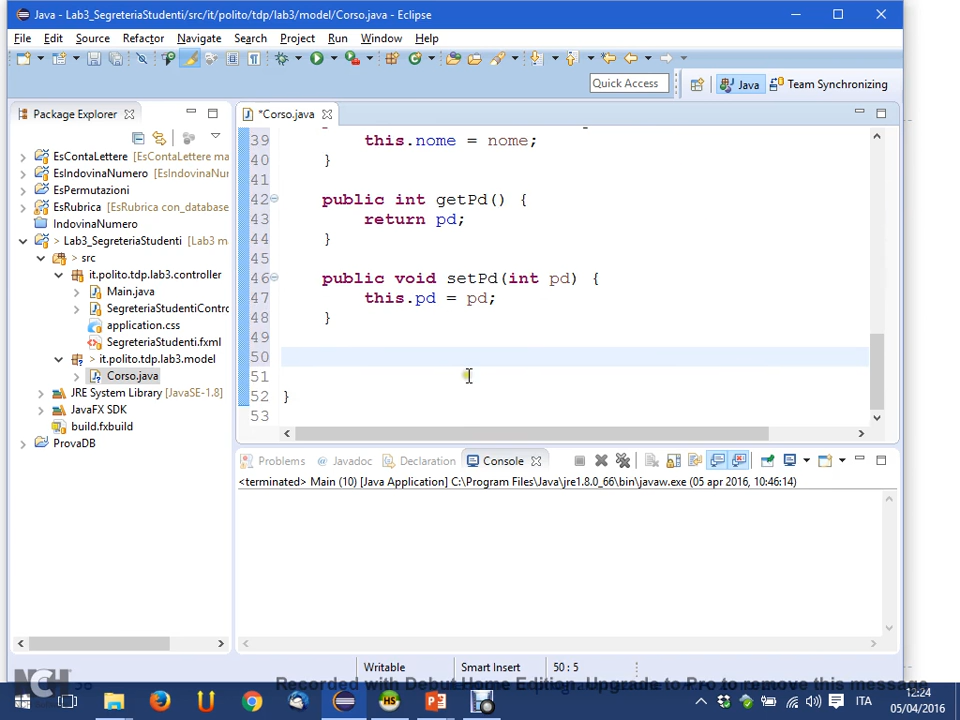 Java - Lab3_SegreteriaStudenti/src/it/polito/tdp/lab3/model/Corso.java - Eclipse
File Edit Source Refactor Navigate Search Project Run Window Help
Quick Access
Java
Team Synchronizing
Package Explorer
EsContaLettere [EsContaLettere ma
EsIndovinaNumero [EsIndovinaNu
EsPermutazioni
EsRubrica [EsRubrica con_database
IndovinaNumero
> Lab3_SegreteriaStudenti [Lab3 m
> src
it.polito.tdp.lab3.controller
Main.java
SegreteriaStudentiContro
application.css
SegreteriaStudenti.fxml
> it.polito.tdp.lab3.model
Corso.java
JRE System Library [JavaSE-1.8]
JavaFX SDK
build.fxbuild
ProvaDB
*Corso.java
39 this.nome = nome;
40 }
41
42 public int getPd() {
43 return pd;
44 }
45
46 public void setPd(int pd) {
47 this.pd = pd;
48 }
49
50
51
52 }
53
Problems @ Javadoc Declaration Console
<terminated> Main (10) [Java Application] C:\Program Files\Java\jre1.8.0_66\bin\javaw.exe (05 apr 2016, 10:46:14)
Writable Smart Insert 50 : 5
Recorded with Debut Home Edition. Upgrade to Pro to remove this message
NCH
12:24
ITA
05/04/2016